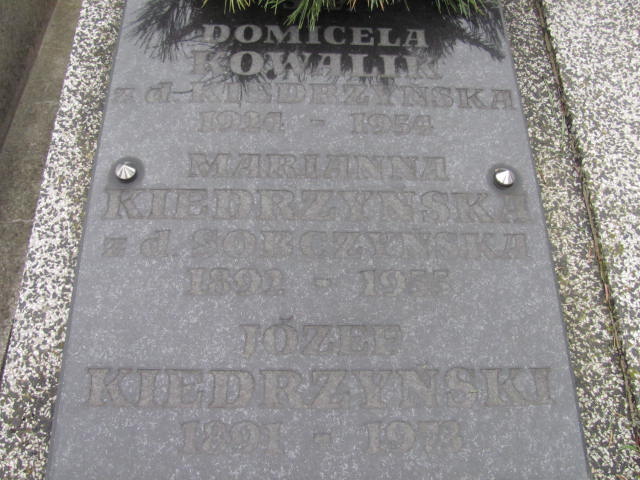 DOMICELA
KOWALIK
z d. KIEDRZYŃSKA
1924 - 1954
MARIANNA
KIEDRZYŃSKA
z d. SOBCZYŃSKA
1892 - 1955
JÓZEF
KIEDRZYŃSKI
1891 - 1973